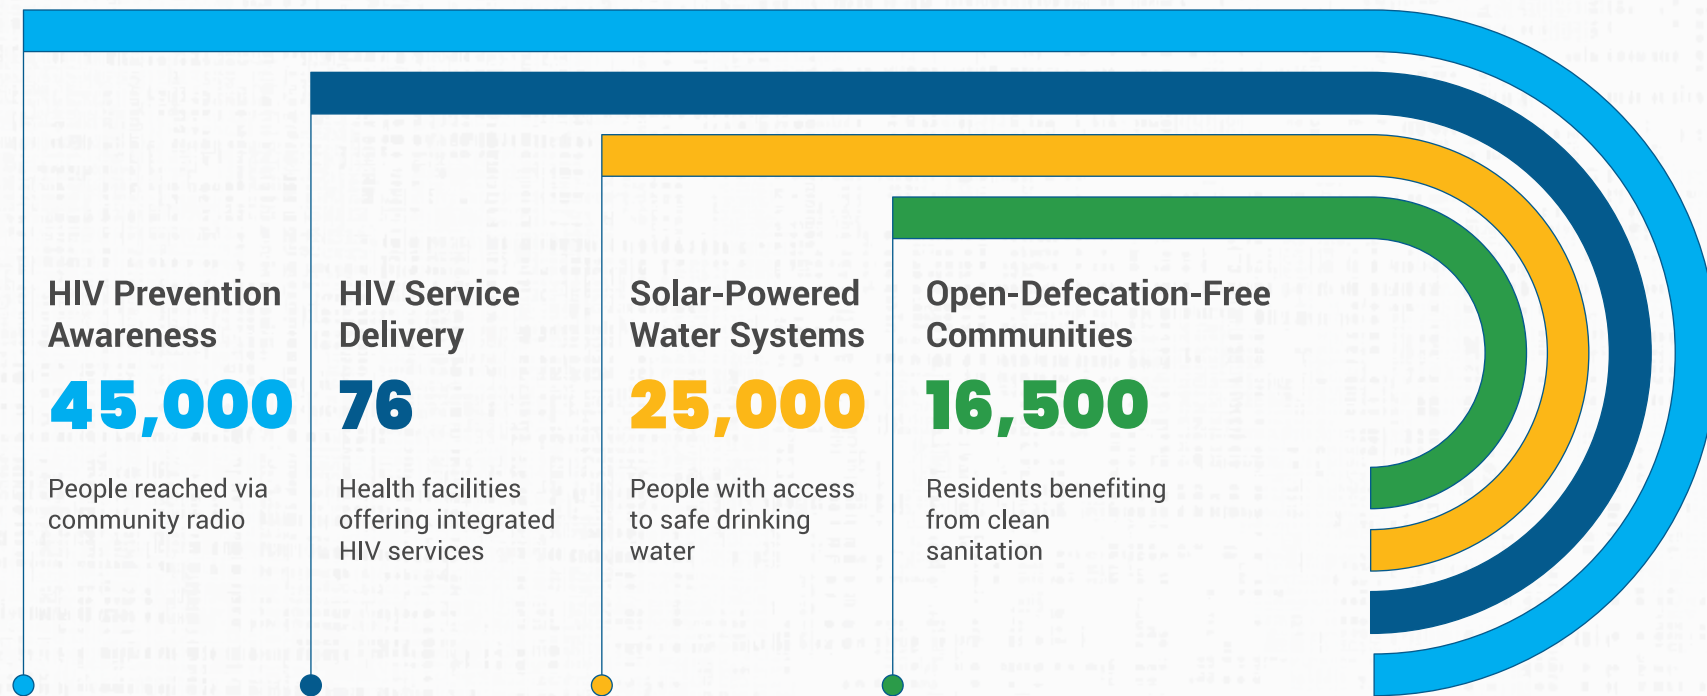 HIV Prevention
Awareness
45,000
People reached via
community radio
HIV Service
Delivery
76
Health facilities
offering integrated
HIV services
Solar-Powered
Water Systems
25,000
People with access
to safe drinking
water
Open-Defecation-Free
Communities
16,500
Residents benefiting
from clean
sanitation